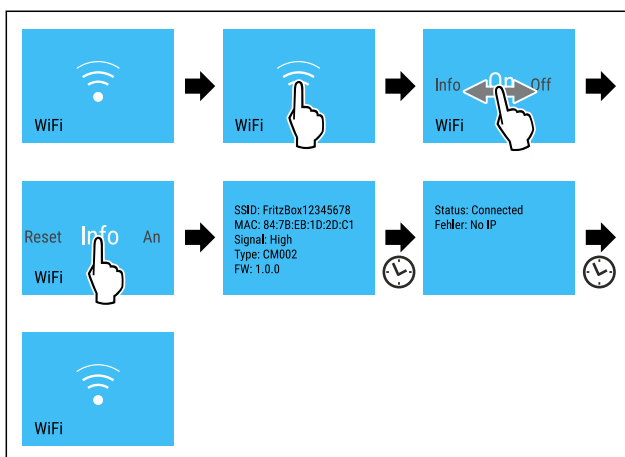 WiFi
WiFi
Info On Off
WiFi
Reset Info An
WiFi
SSID: FritzBox12345678
MAC: 84:7B:EB:1D:2D:C1
Signal: High
Type: CM002
FW: 1.0.0
Status: Connected
Fehler: No IP
WiFi